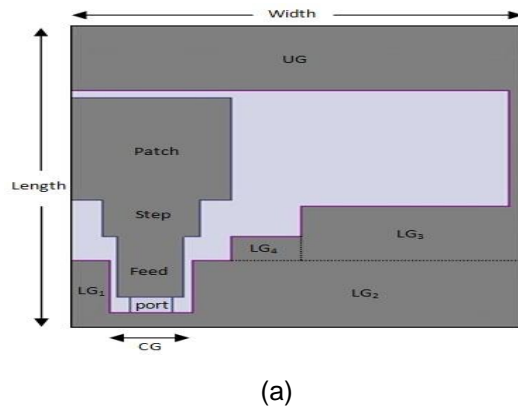 Width
UG
Patch
Length
Step
LG₃
LG₄
Feed
LG₁
port
LG₂
CG
(a)